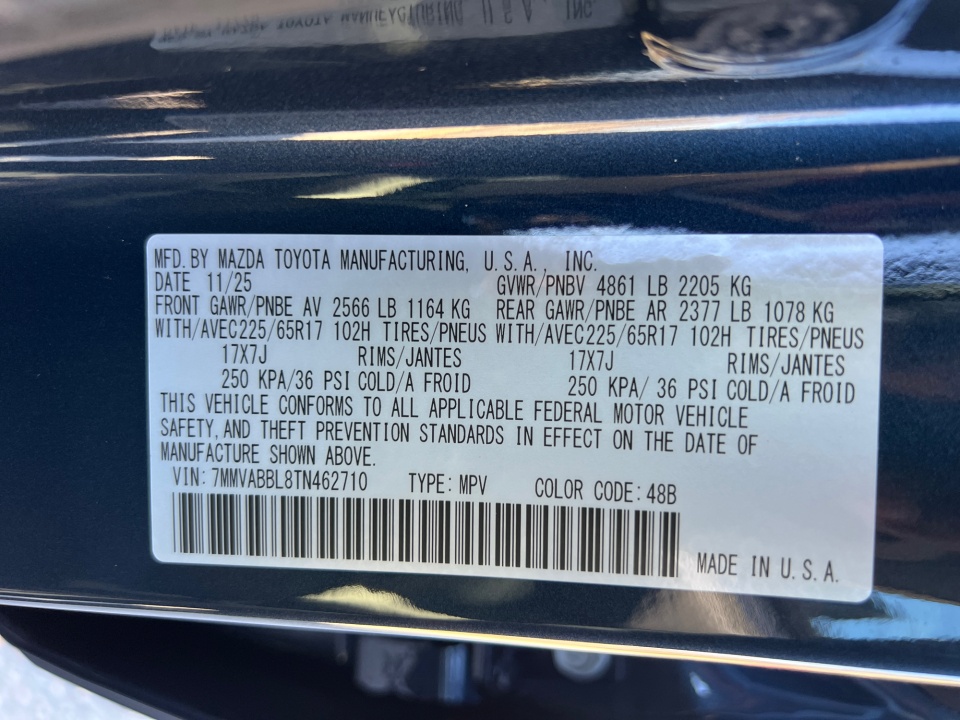 MFD. BY MAZDA TOYOTA MANUFACTURING, U.S.A., INC.
DATE 11/25 GVWR/PNBV 4861 LB 2205 KG
FRONT GAWR/PNBE AV 2566 LB 1164 KG REAR GAWR/PNBE AR 2377 LB 1078 KG
WITH/AVEC225/65R17 102H TIRES/PNEUS WITH/AVEC225/65R17 102H TIRES/PNEUS
17X7J RIMS/JANTES 17X7J RIMS/JANTES
250 KPA/36 PSI COLD/A FROID 250 KPA/ 36 PSI COLD/A FROID
THIS VEHICLE CONFORMS TO ALL APPLICABLE FEDERAL MOTOR VEHICLE
SAFETY, AND THEFT PREVENTION STANDARDS IN EFFECT ON THE DATE OF
MANUFACTURE SHOWN ABOVE.
VIN: 7MMVABBL8TN462710 TYPE: MPV COLOR CODE: 48B
MADE IN U.S.A.